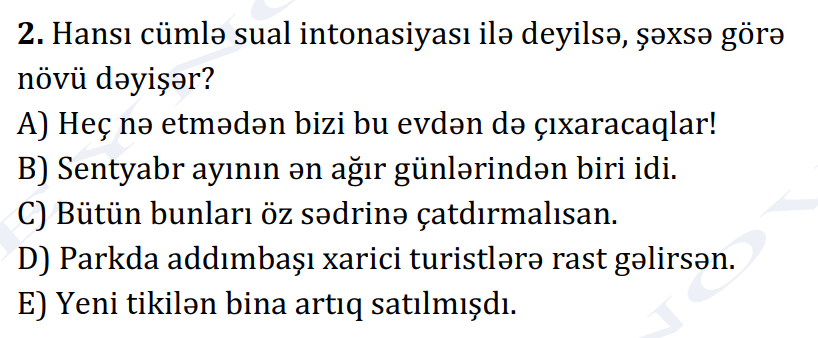 2. Hansı cümlə sual intonasiyası ilə deyilsə, şəxsə görə
növü dəyişər?
A) Heç nə etmədən bizi bu evdən də çıxaracaqlar!
B) Sentyabr ayının ən ağır günlərindən biri idi.
C) Bütün bunları öz sədrinə çatdırmalısan.
D) Parkda addımbaşı xarici turistlərə rast gəlirsən.
E) Yeni tikilən bina artıq satılmışdı.